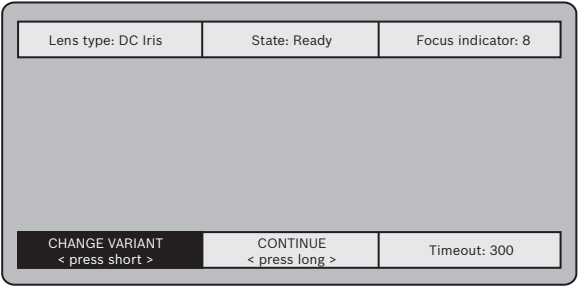 Lens type: DC Iris
State: Ready
Focus indicator: 8
CHANGE VARIANT
< press short >
CONTINUE
< press long >
Timeout: 300